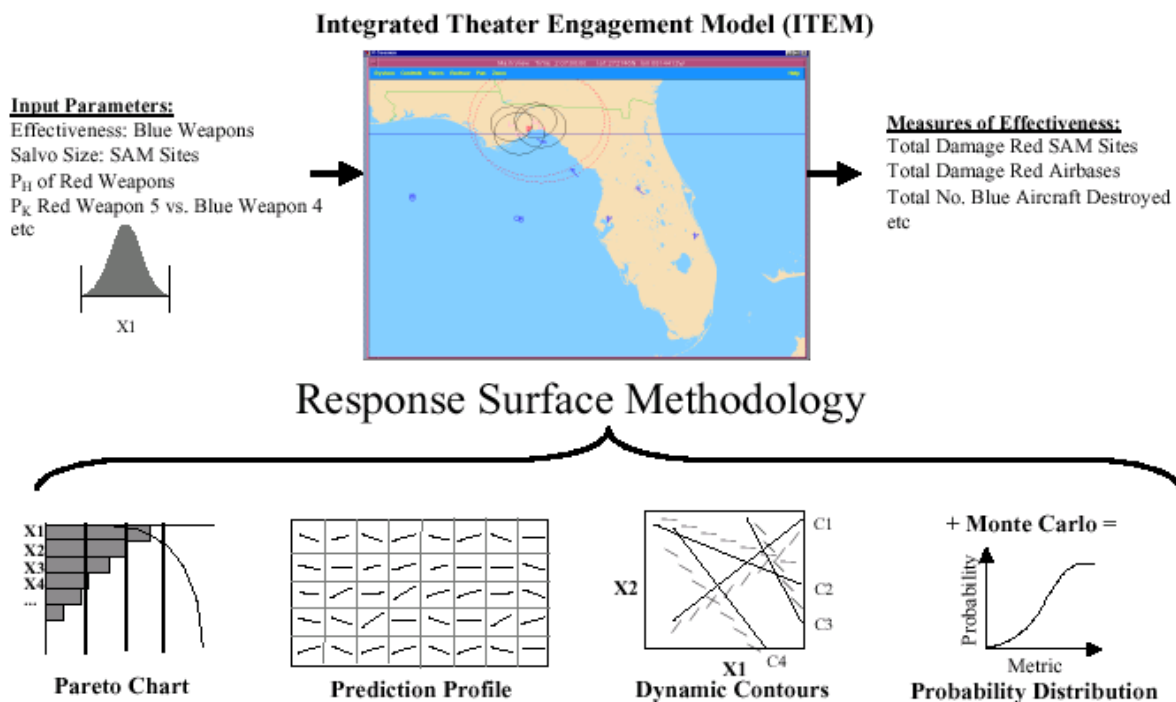 Integrated Theater Engagement Model (ITEM)
Input Parameters:
Effectiveness: Blue Weapons
Salvo Size: SAM Sites
PH of Red Weapons
PK Red Weapon 5 vs. Blue Weapon 4
etc
X1
Help
Measures of Effectiveness:
Total Damage Red SAM Sites
Total Damage Red Airbases
Total No. Blue Aircraft Destroyed
etc
Response Surface Methodology
X1
X2
X3
X4
...
Pareto Chart
Prediction Profile
X2
C1
C2
C3
X1
C4
Dynamic Contours
+ Monte Carlo =
Probability
Metric
Probability Distribution